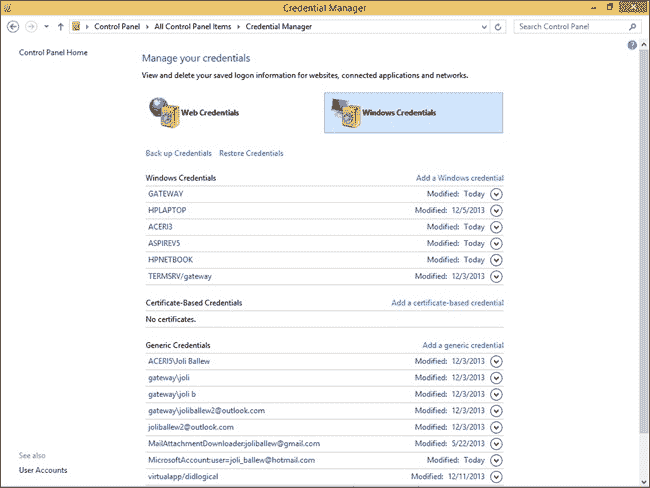 Credential Manager
Control Panel All Control Panel Items Credential Manager
Search Control Panel
Control Panel Home
Manage your credentials
View and delete your saved logon information for websites, connected applications and networks.
Web Credentials
Windows Credentials
Back up Credentials Restore Credentials
Windows Credentials Add a Windows credential
GATEWAY Modified: Today
HPLAPTOP Modified: 12/5/2013
ACERI3 Modified: Today
ASPIREV5 Modified: Today
HPNETBOOK Modified: Today
TERMSRV/gateway Modified: 12/3/2013
Certificate-Based Credentials Add a certificate-based credential
No certificates.
Generic Credentials Add a generic credential
ACERI5\Joli Ballew Modified: 12/3/2013
gateway\joli Modified: 12/3/2013
gateway\joli b Modified: 12/3/2013
gateway\joliballew2@outlook.com Modified: 12/3/2013
joliballew2@outlook.com Modified: 12/3/2013
MailAttachmentDownloader:joliballew@gmail.com Modified: 5/22/2013
MicrosoftAccount:user=joli_ballew@hotmail.com Modified: Today
virtualapp/didlogical Modified: 12/11/2013
See also
User Accounts